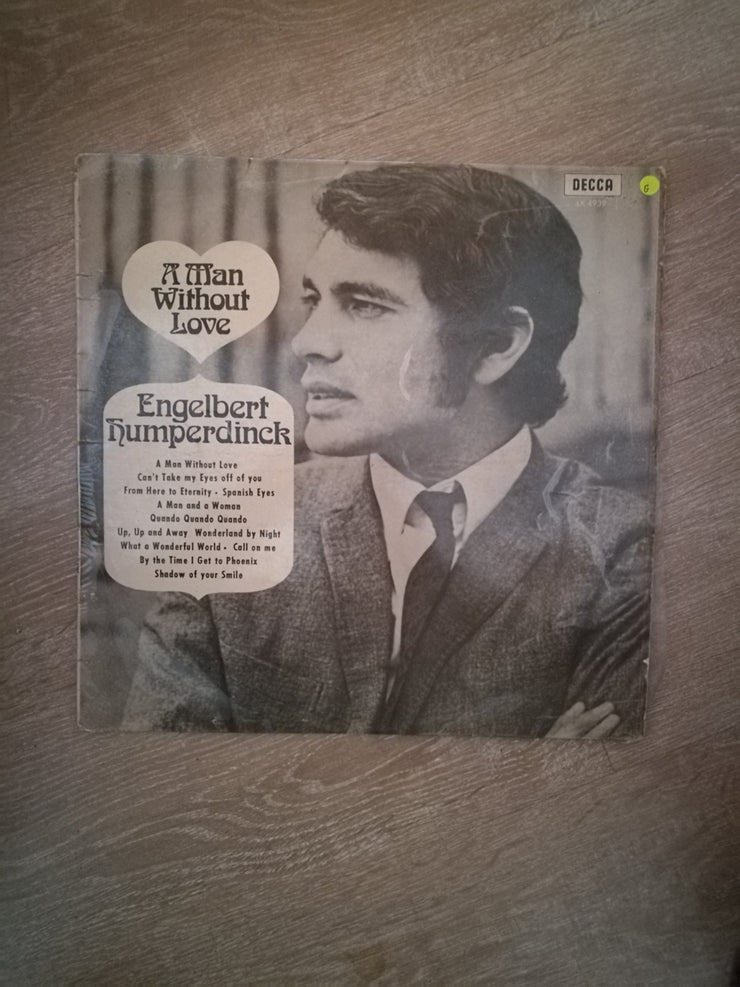 DECCA
G
LK 4939
A Man
Without
Love
Engelbert
Humperdinck
A Man Without Love
Can't Take my Eyes off of you
From Here to Eternity • Spanish Eyes
A Man and a Woman
Quando Quando Quando
Up, Up and Away Wonderland by Night
What a Wonderful World • Call on me
By the Time I Get to Phoenix
Shadow of your Smile